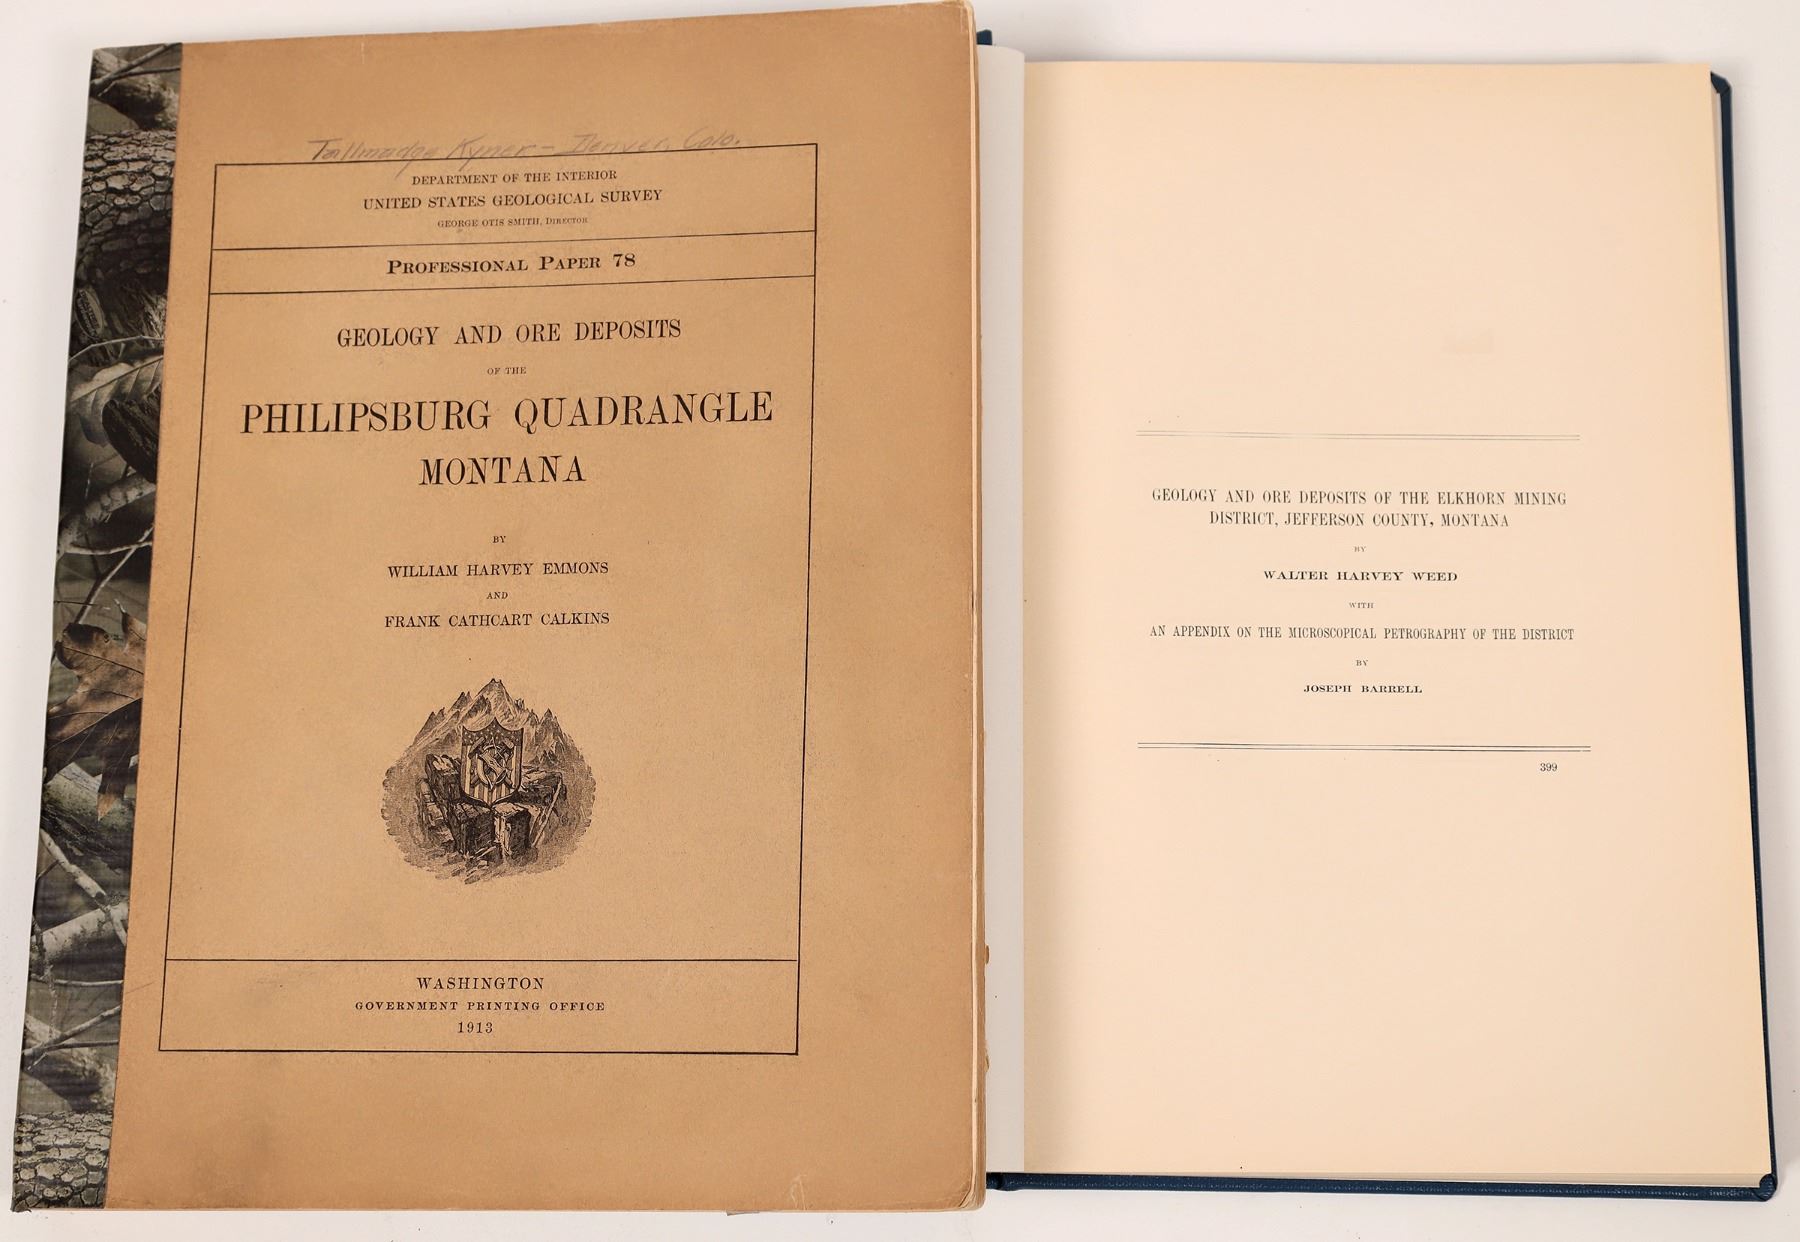 Tallmadge Kyner - Denver, Colo.
DEPARTMENT OF THE INTERIOR
UNITED STATES GEOLOGICAL SURVEY
GEORGE OTIS SMITH, DIRECTOR
PROFESSIONAL PAPER 78
GEOLOGY AND ORE DEPOSITS
OF THE
PHILIPSBURG QUADRANGLE
MONTANA
BY
WILLIAM HARVEY EMMONS
AND
FRANK CATHCART CALKINS
WASHINGTON
GOVERNMENT PRINTING OFFICE
1913
GEOLOGY AND ORE DEPOSITS OF THE ELKHORN MINING
DISTRICT, JEFFERSON COUNTY, MONTANA
BY
WALTER HARVEY WEED
WITH
AN APPENDIX ON THE MICROSCOPICAL PETROGRAPHY OF THE DISTRICT
BY
JOSEPH BARRELL
399